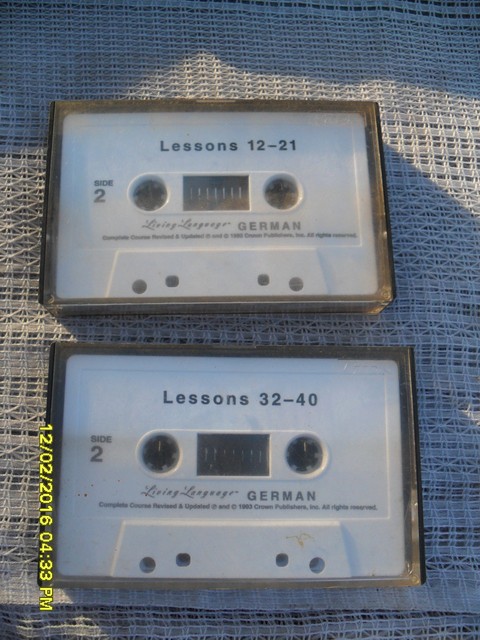 Lessons 12-21
SIDE
2
Living Language GERMAN
Complete Course Revised & Updated ℗ and © 1993 Crown Publishers, Inc. All rights reserved.
Lessons 32-40
SIDE
2
Living Language GERMAN
Complete Course Revised & Updated ℗ and © 1993 Crown Publishers, Inc. All rights reserved.
12/02/2016 04:33 PM